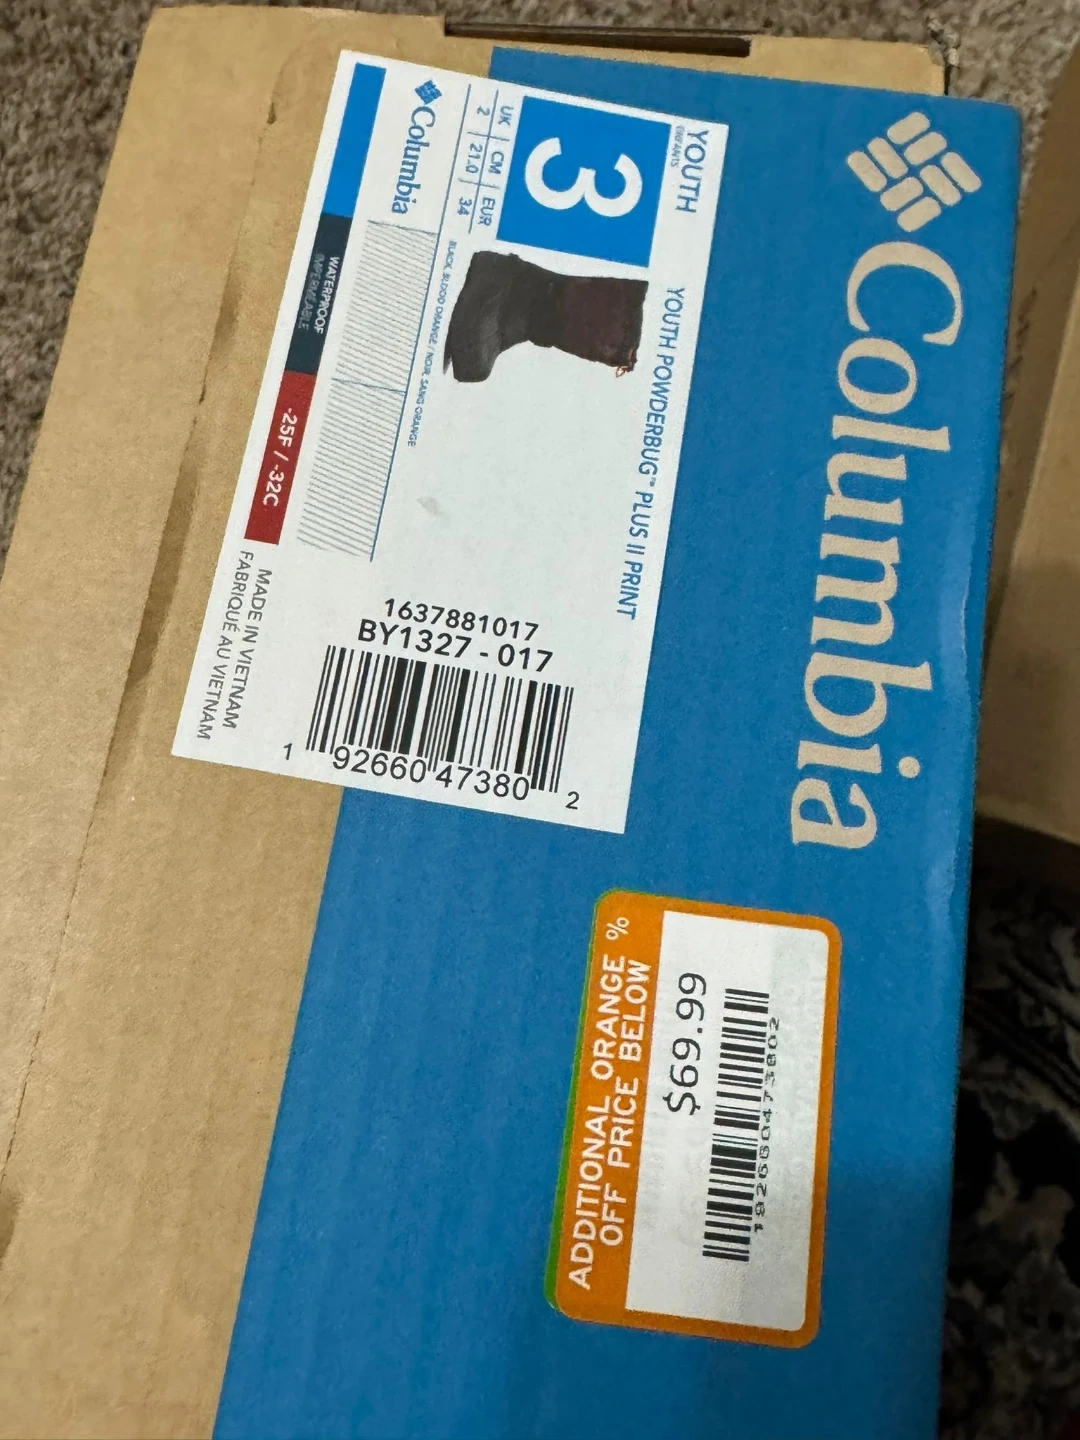 Columbia
YOUTH
ENFANTS
3
UK | CM | EUR
2 | 21.0 | 34
YOUTH POWDERBUG™ PLUS II PRINT
BLACK, BLOOD ORANGE / NOIR, SANG ORANGE
Columbia
WATERPROOF
IMPERMÉABLE
-25F / -32C
MADE IN VIETNAM
FABRIQUÉ AU VIETNAM
1637881017
BY1327 - 017
1 92660 47380 2
ADDITIONAL ORANGE %
OFF PRICE BELOW
$69.99
192660473802